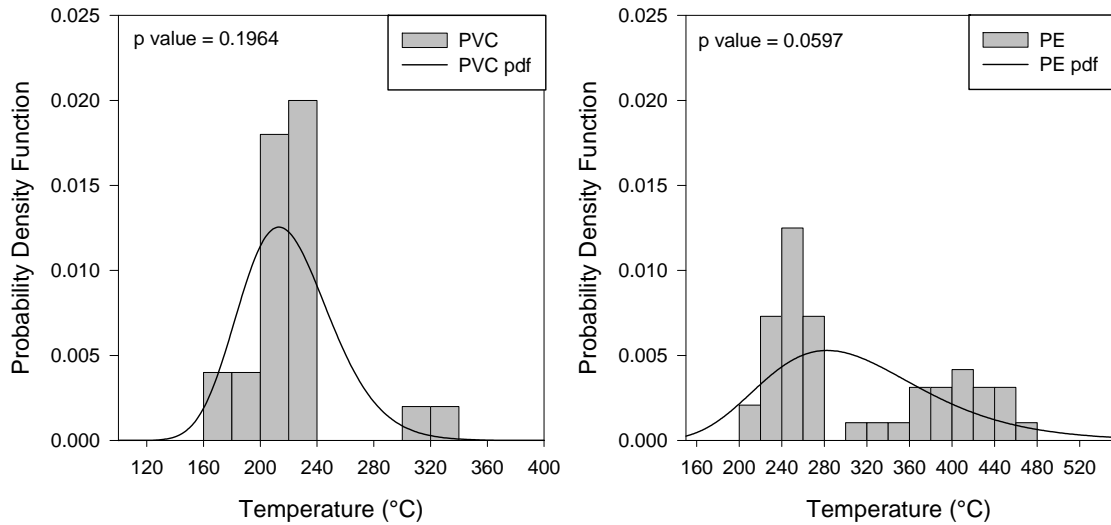 p value = 0.1964
PVC
PVC pdf
Probability Density Function
0.025
0.020
0.015
0.010
0.005
0.000
120 160 200 240 280 320 360 400
Temperature (°C)
p value = 0.0597
PE
PE pdf
Probability Density Function
0.025
0.020
0.015
0.010
0.005
0.000
160 200 240 280 320 360 400 440 480 520
Temperature (°C)